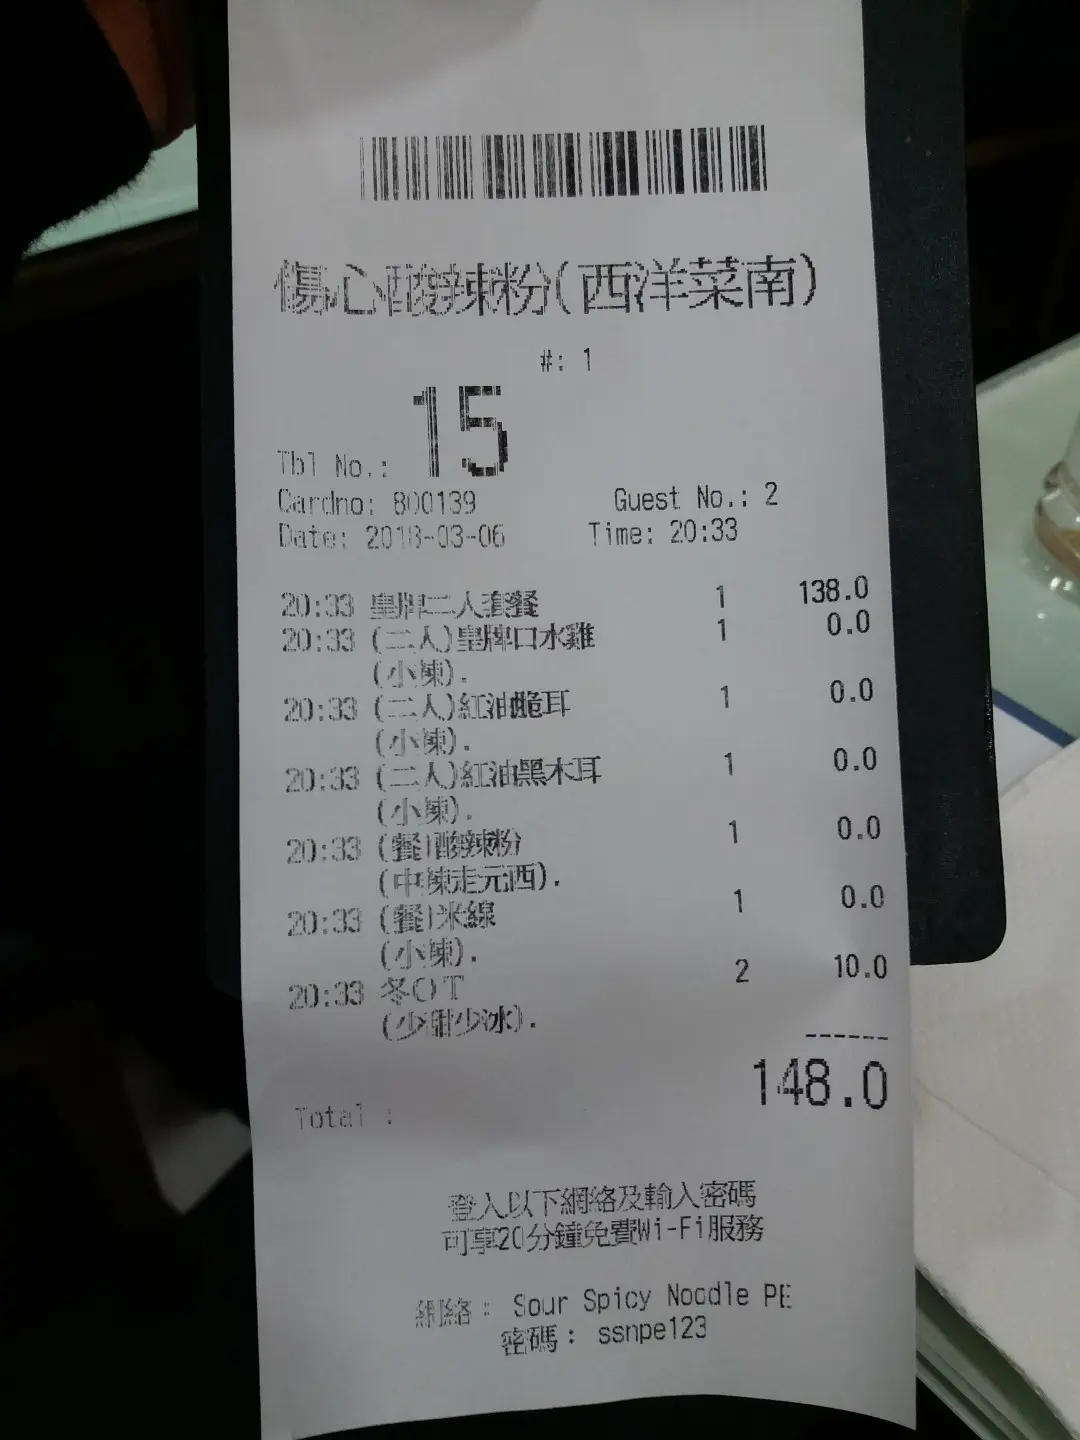 傷心酸辣粉(西洋菜南)
#: 1
Tbl No.: 15
Cardno: 800139 Guest No.: 2
Date: 2018-03-06 Time: 20:33
20:33 皇牌二人套餐 1 138.0
20:33 (二人)皇牌口水雞 1 0.0
(小辣).
20:33 (二人)紅油脆耳 1 0.0
(小辣).
20:33 (二人)紅油黑木耳 1 0.0
(小辣).
20:33 (餐)酸辣粉 1 0.0
(中辣走元西).
20:33 (餐)米線 1 0.0
(小辣).
20:33 冬OT 2 10.0
(少甜少冰).
------
Total : 148.0
登入以下網絡及輸入密碼
可享20分鐘免費Wi-Fi服務
網絡: Sour Spicy Noodle PE
密碼: ssnpe123